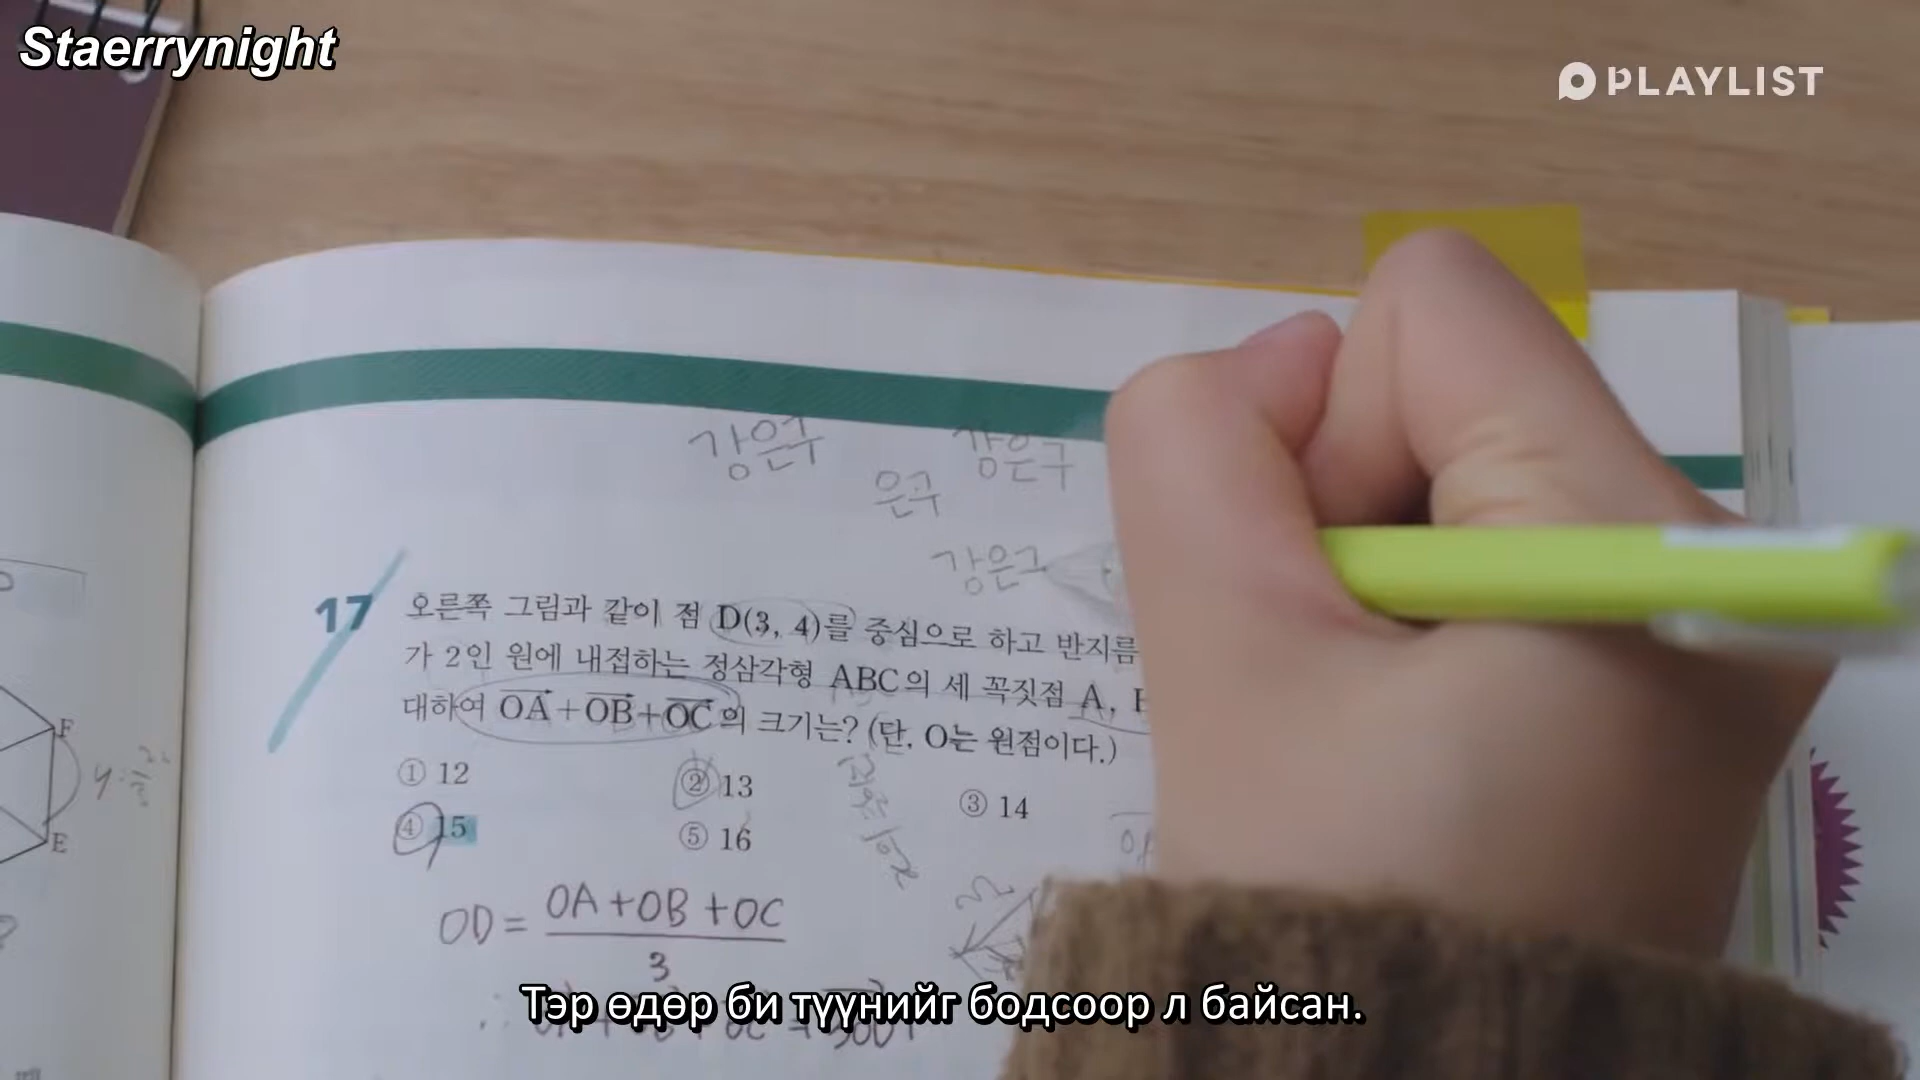 Staerrynight
PLAYLIST
강은구
강은구
은구
강은구
17 오른쪽 그림과 같이 점 D(3, 4)를 중심으로 하고 반지름
가 2인 원에 내접하는 정삼각형 ABC의 세 꼭짓점 A,
대하여 OA+OB+OC의 크기는? (단, O는 원점이다.)
① 12 ② 13 ③ 14
④ 15 ⑤ 16
OD = OA+OB+OC
3
F
E
Тэр өдөр би түүнийг бодсоор л байсан.